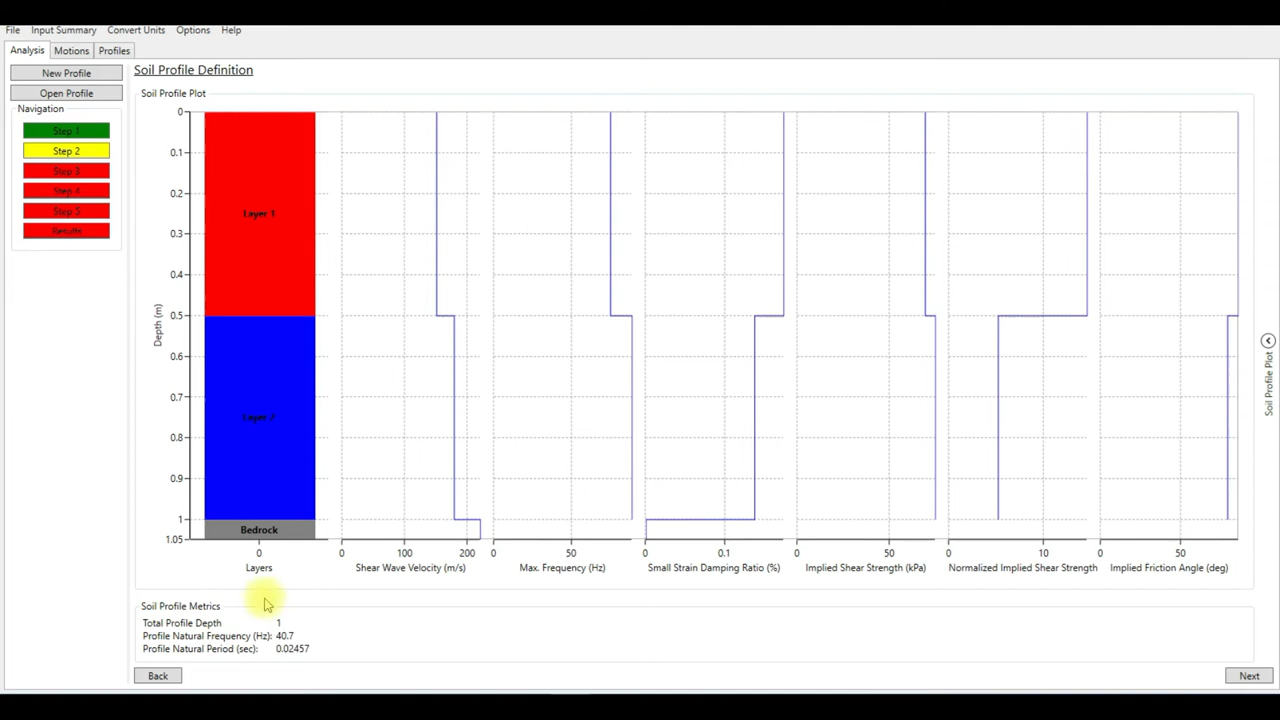 File Input Summary Convert Units Options Help
Analysis Motions Profiles
New Profile
Open Profile
Navigation
Step 1
Step 2
Step 3
Step 4
Step 5
Results
Soil Profile Definition
Soil Profile Plot
0
0.1
0.2
0.3
0.4
0.5
0.6
0.7
0.8
0.9
1
1.05
Depth (m)
Layer 1
Layer 2
Bedrock
0
Layers
0 100 200
Shear Wave Velocity (m/s)
0 50
Max. Frequency (Hz)
0 0.1
Small Strain Damping Ratio (%)
0 50
Implied Shear Strength (kPa)
0 10
Normalized Implied Shear Strength
0 50
Implied Friction Angle (deg)
Soil Profile Plot
Soil Profile Metrics
Total Profile Depth 1
Profile Natural Frequency (Hz): 40.7
Profile Natural Period (sec): 0.02457
Back
Next